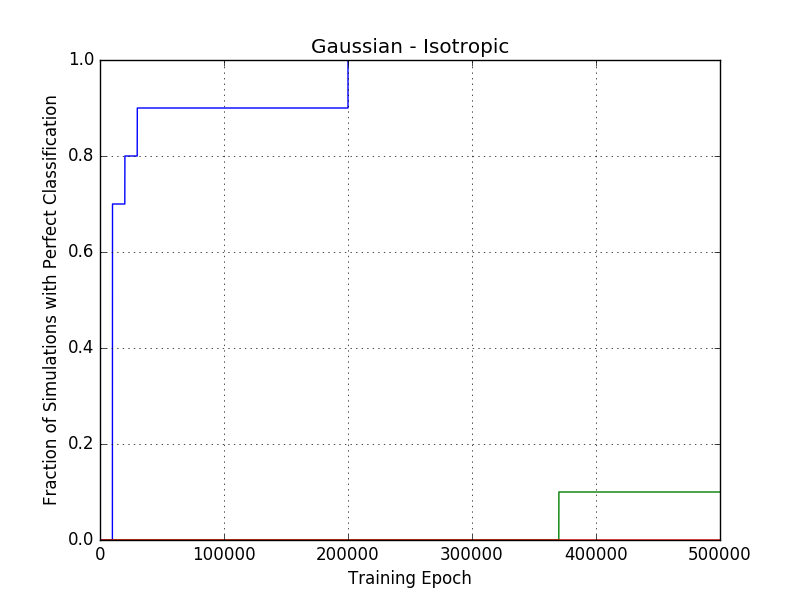 Gaussian - Isotropic
Fraction of Simulations with Perfect Classification
1.0
0.8
0.6
0.4
0.2
0.0
0 100000 200000 300000 400000 500000
Training Epoch